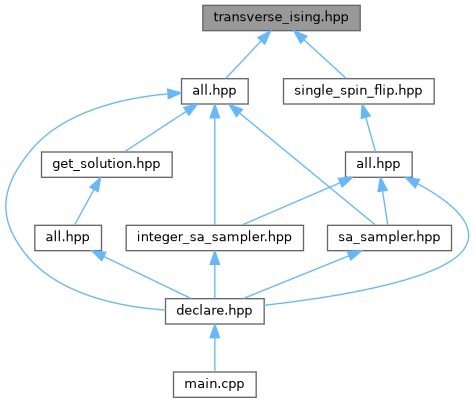 transverse_ising.hpp
all.hpp
single_spin_flip.hpp
get_solution.hpp
all.hpp
all.hpp
integer_sa_sampler.hpp
sa_sampler.hpp
declare.hpp
main.cpp